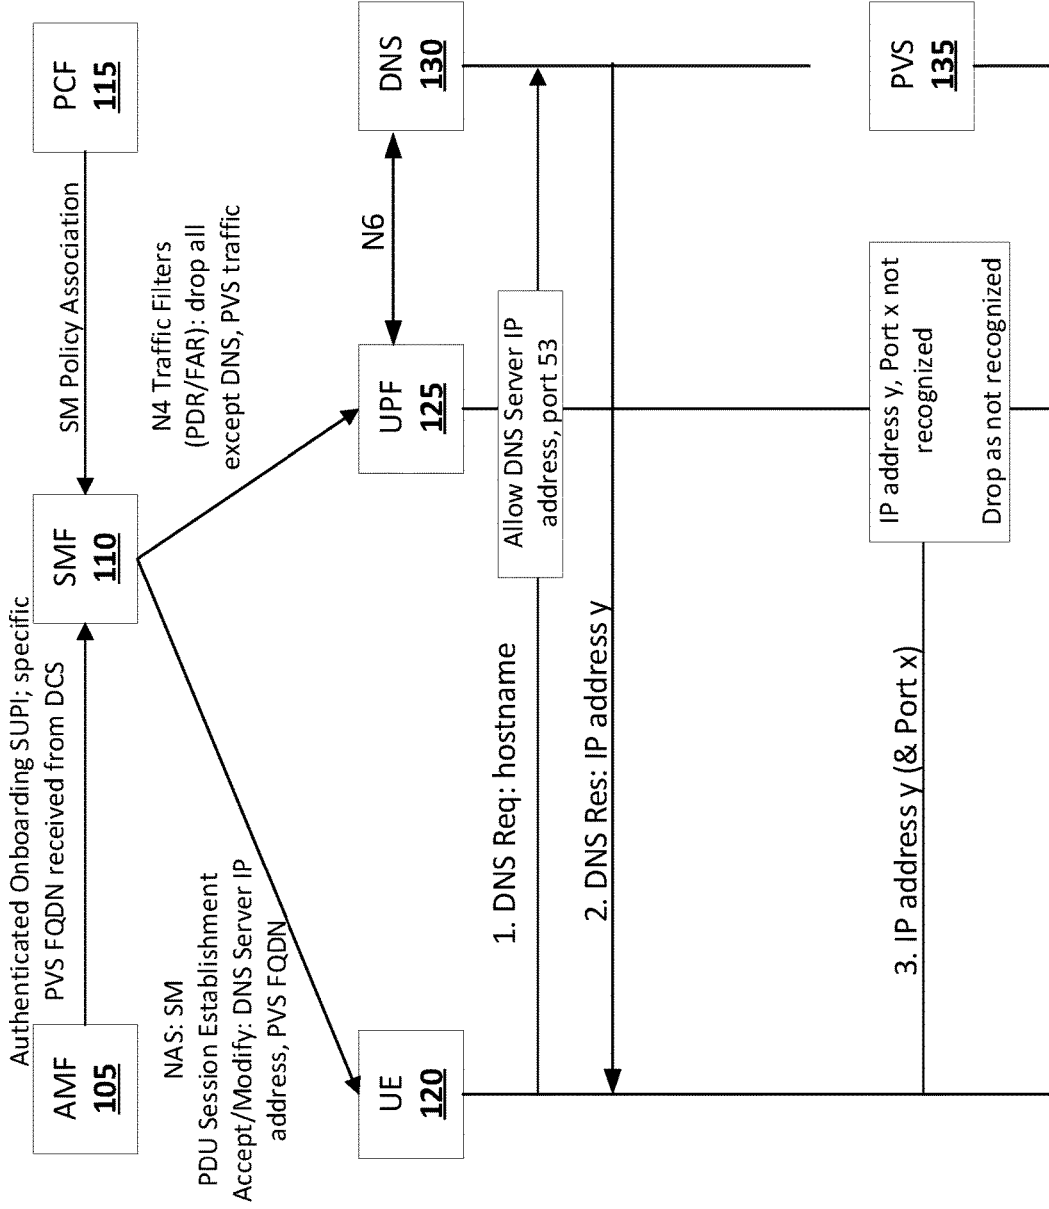 Authenticated Onboarding SUPI; specific
PVS FQDN received from DCS
AMF
105
SMF
110
SM Policy Association
PCF
115
NAS: SM
PDU Session Establishment
Accept/Modify: DNS Server IP
address, PVS FQDN
N4 Traffic Filters
(PDR/FAR): drop all
except DNS, PVS traffic
UE
120
UPF
125
N6
DNS
130
1. DNS Req: hostname
Allow DNS Server IP
address, port 53
2. DNS Res: IP address y
3. IP address y (& Port x)
IP address y, Port x not
recognized
Drop as not recognized
PVS
135